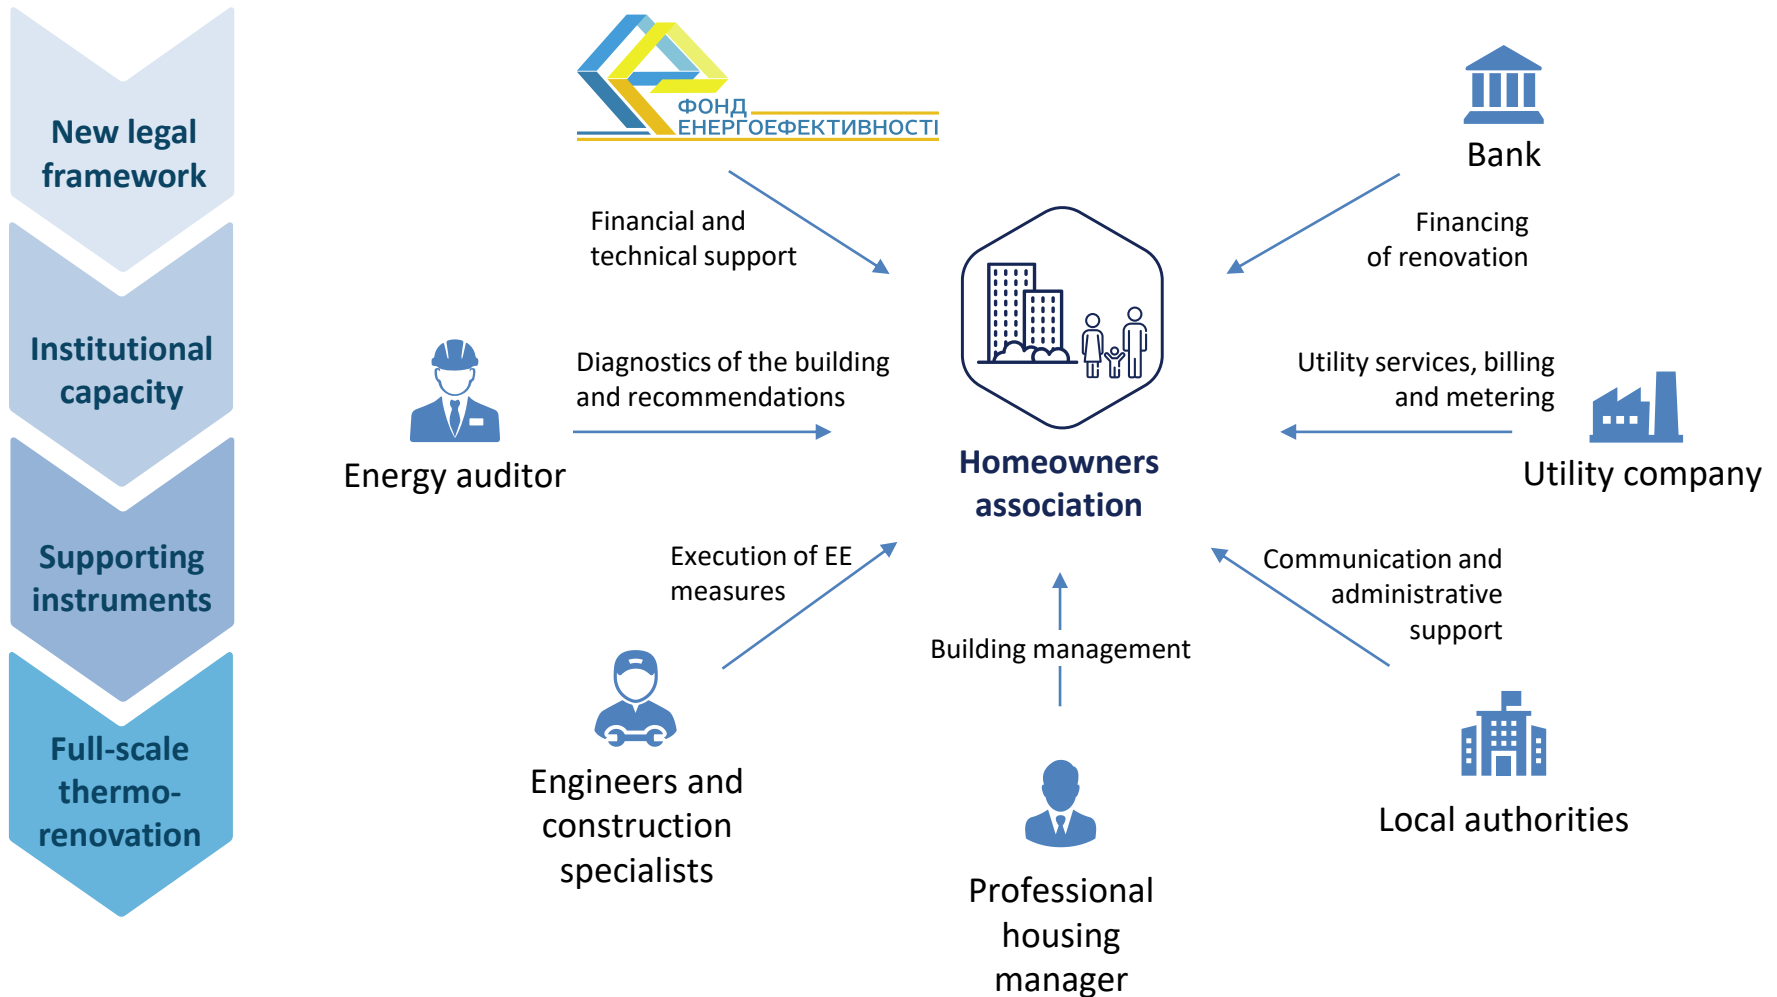 New legal
framework
Institutional
capacity
Supporting
instruments
Full-scale
thermo-
renovation
ФОНД
ЕНЕРГОЕФЕКТИВНОСТІ
Financial and
technical support
Bank
Financing
of renovation
Energy auditor
Diagnostics of the building
and recommendations
Homeowners
association
Utility services, billing
and metering
Utility company
Execution of EE
measures
Engineers and
construction
specialists
Building management
Professional
housing
manager
Communication and
administrative
support
Local authorities